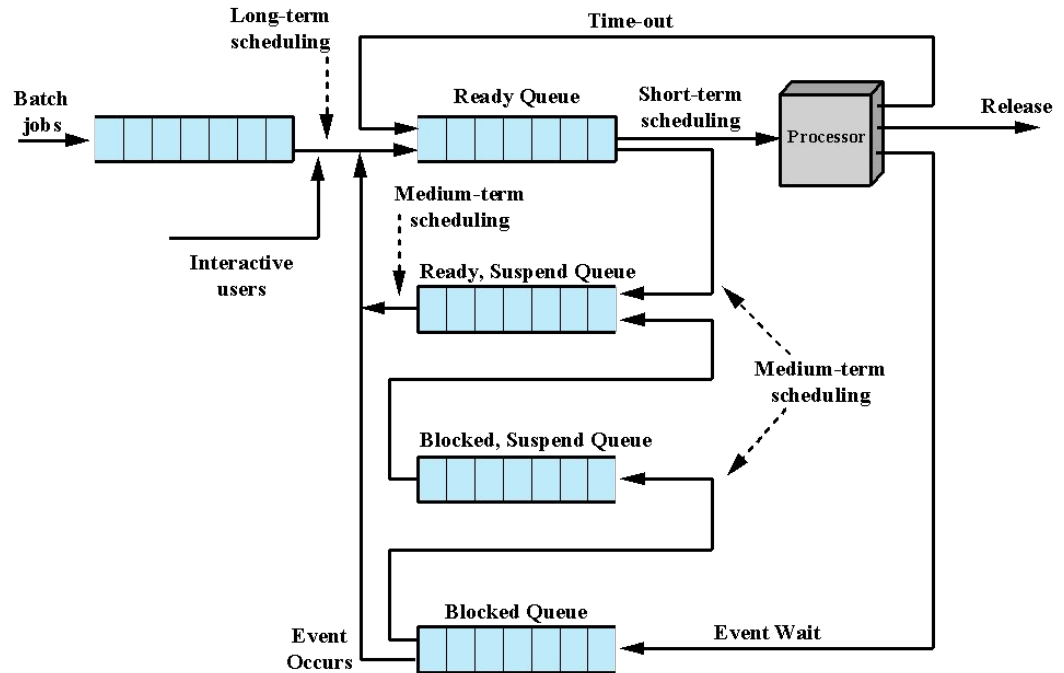 Long-term
scheduling
Time-out
Batch
jobs
Ready Queue
Short-term
scheduling
Processor
Release
Medium-term
scheduling
Interactive
users
Ready, Suspend Queue
Medium-term
scheduling
Blocked, Suspend Queue
Blocked Queue
Event
Occurs
Event Wait